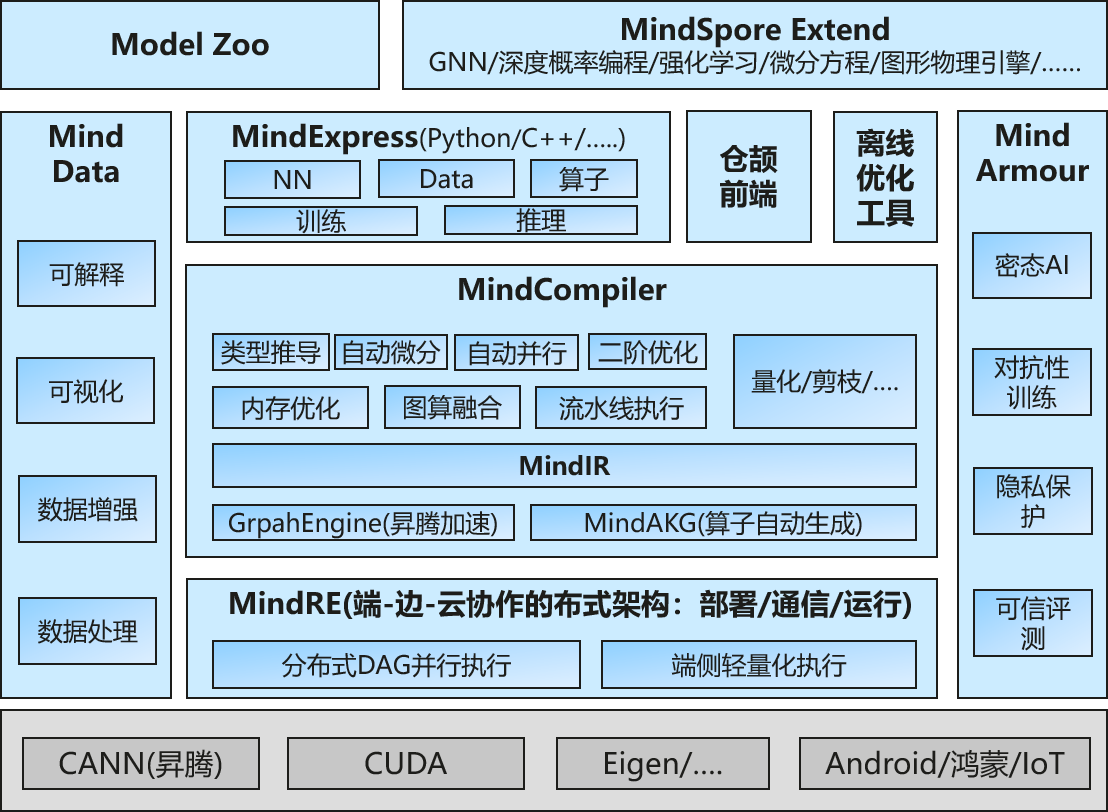 Model Zoo
MindSpore Extend
GNN/深度概率编程/强化学习/微分方程/图形物理引擎/......
Mind
Data
可解释
可视化
数据增强
数据处理
MindExpress(Python/C++/.....)
NN
Data
算子
训练
推理
仓颉
前端
离线
优化
工具
MindCompiler
类型推导
自动微分
自动并行
二阶优化
内存优化
图算融合
流水线执行
量化/剪枝/....
MindIR
GrpahEngine(昇腾加速)
MindAKG(算子自动生成)
MindRE(端-边-云协作的布式架构：部署/通信/运行)
分布式DAG并行执行
端侧轻量化执行
Mind
Armour
密态AI
对抗性
训练
隐私保
护
可信评
测
CANN(昇腾)
CUDA
Eigen/....
Android/鸿蒙/IoT